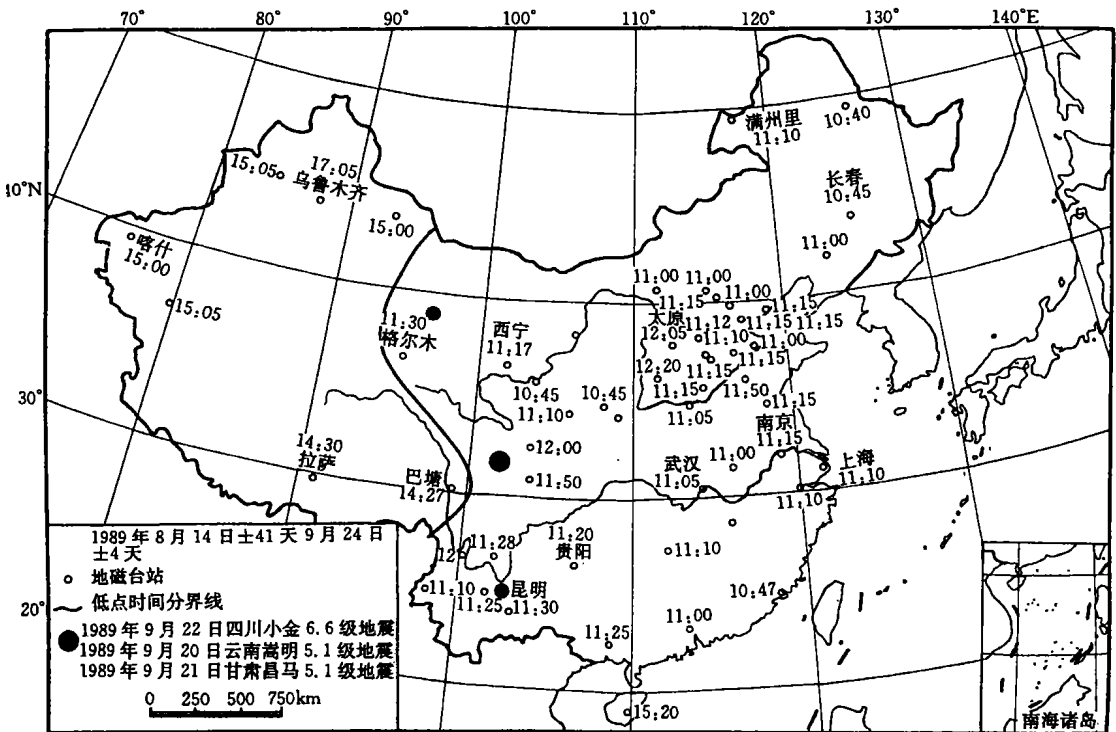 70°
80°
90°
100°
110°
120°
130°
140°E
满州里
11:10
10:40
15:05
17:05
乌鲁木齐
长春
10:45
15:00
喀什
15:00
11:00
15:05
11:00
11:00
11:15
11:00
11:15
太原
11:12
11:15
11:15
12:05
11:10
11:00
11:30
格尔木
西宁
11:17
12:20
11:15
11:15
11:15
11:50
11:15
10:45
10:45
11:10
11:05
30°
南京
11:15
12:00
11:00
上海
11:10
14:30
拉萨
11:50
武汉
11:05
11:10
巴塘
14:27
11:20
贵阳
11:28
12
11:10
11:10
昆明
11:25
11:30
10:47
11:00
11:25
20°
15:20
1989年8月14日±41天 9月24日
±4天
地磁台站
低点时间分界线
1989年9月22日四川小金6.6级地震
1989年9月20日云南嵩明5.1级地震
1989年9月21日甘肃昌马5.1级地震
0 250 500 750km
南海诸岛